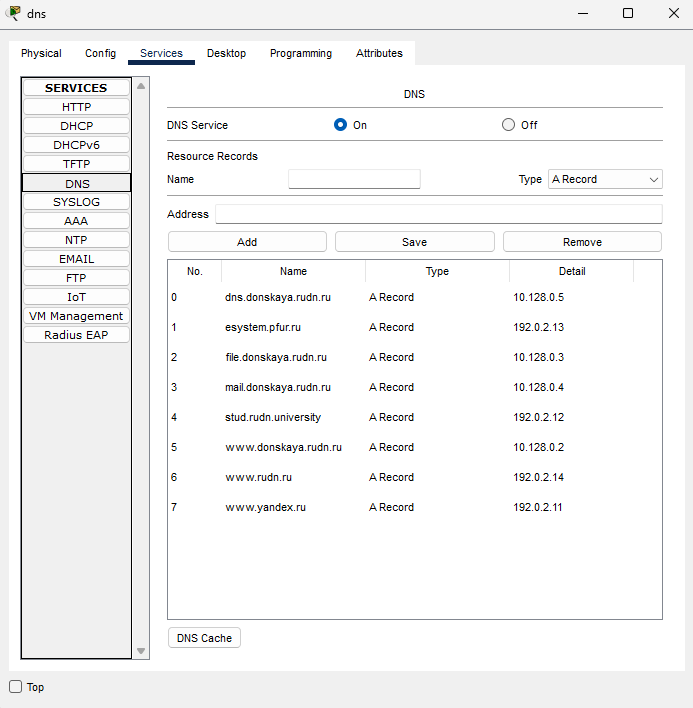 dns
Physical Config Services Desktop Programming Attributes
SERVICES
HTTP
DHCP
DHCPv6
TFTP
DNS
SYSLOG
AAA
NTP
EMAIL
FTP
IoT
VM Management
Radius EAP
DNS
DNS Service On Off
Resource Records
Name Type A Record
Address
Add Save Remove
No. Name Type Detail
0 dns.donskaya.rudn.ru A Record 10.128.0.5
1 esystem.pfur.ru A Record 192.0.2.13
2 file.donskaya.rudn.ru A Record 10.128.0.3
3 mail.donskaya.rudn.ru A Record 10.128.0.4
4 stud.rudn.university A Record 192.0.2.12
5 www.donskaya.rudn.ru A Record 10.128.0.2
6 www.rudn.ru A Record 192.0.2.14
7 www.yandex.ru A Record 192.0.2.11
DNS Cache
Top